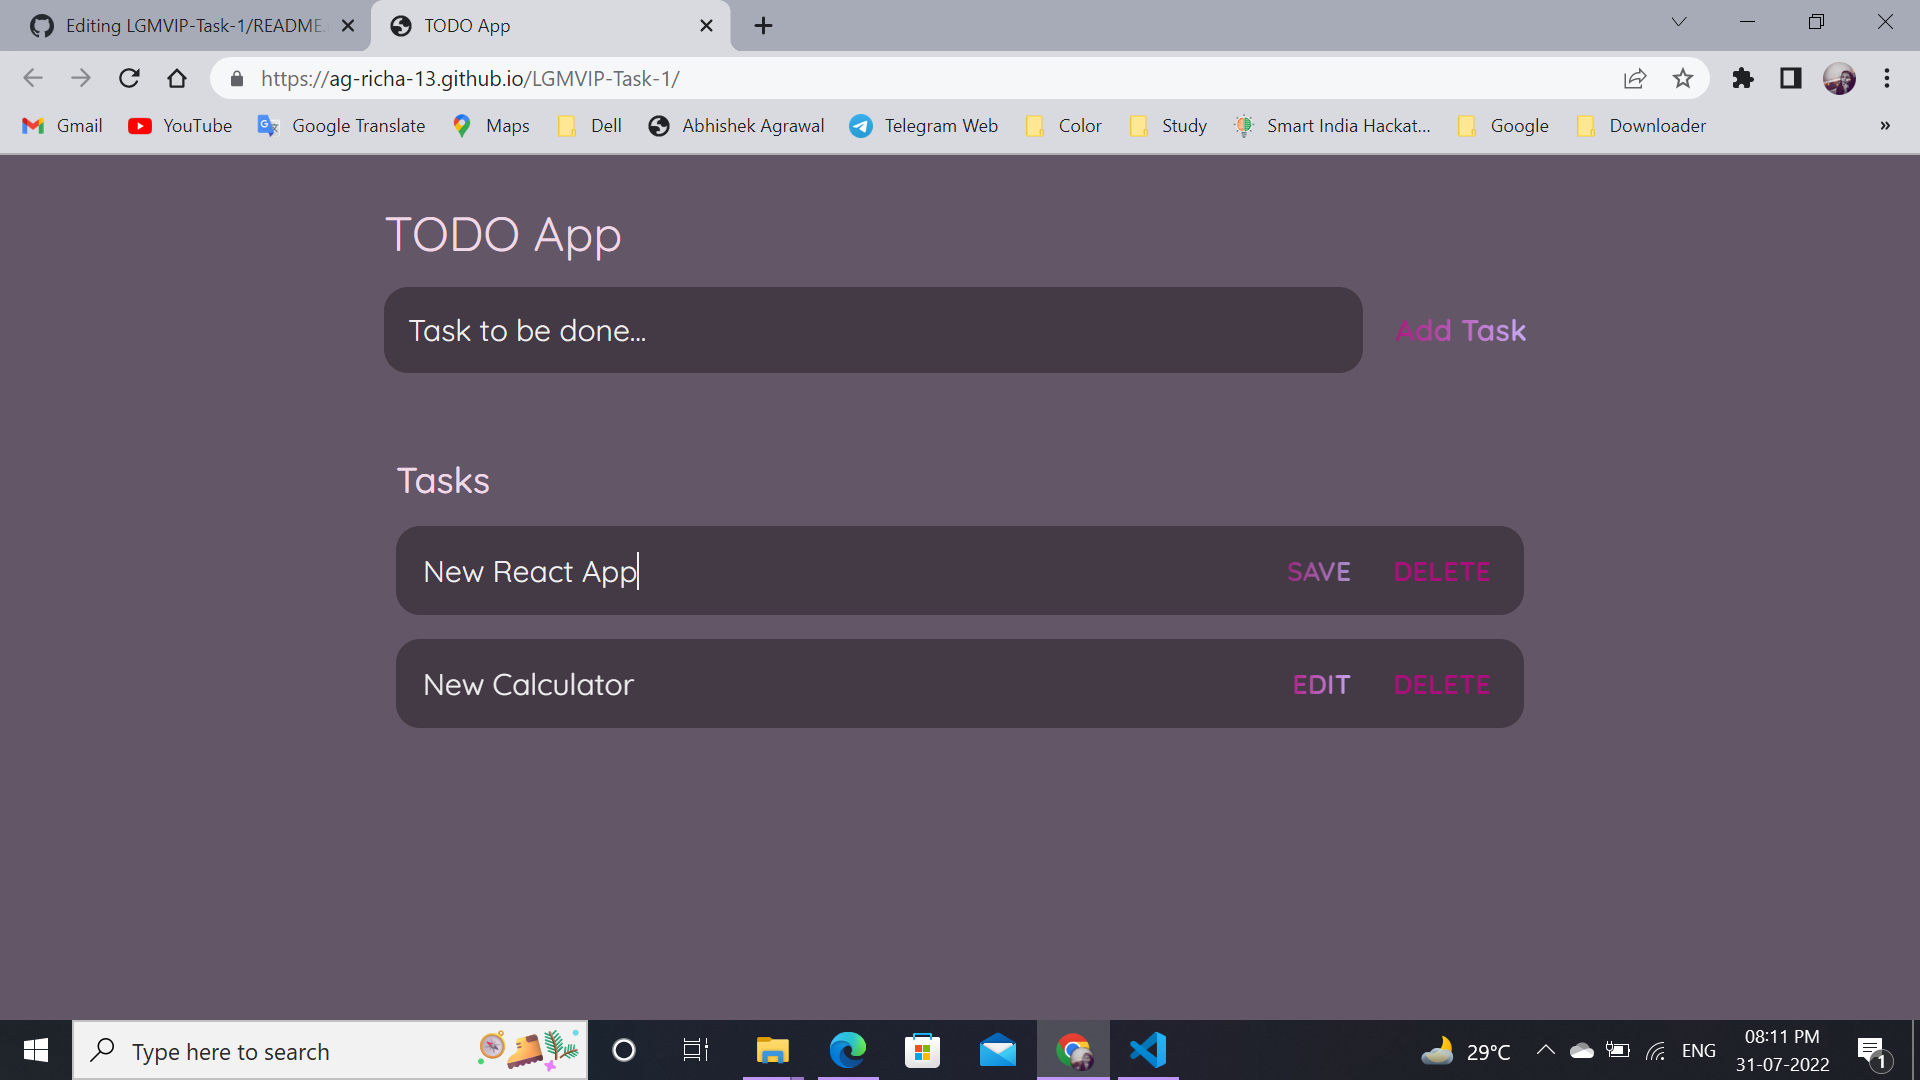 Editing LGMVIP-Task-1/README. TODO App
https://ag-richa-13.github.io/LGMVIP-Task-1/
Gmail YouTube Google Translate Maps Dell Abhishek Agrawal Telegram Web Color Study Smart India Hackat... Google Downloader »
TODO App
Task to be done... Add Task
Tasks
New React App SAVE DELETE
New Calculator EDIT DELETE
Type here to search 29°C ENG 08:11 PM
31-07-2022 1